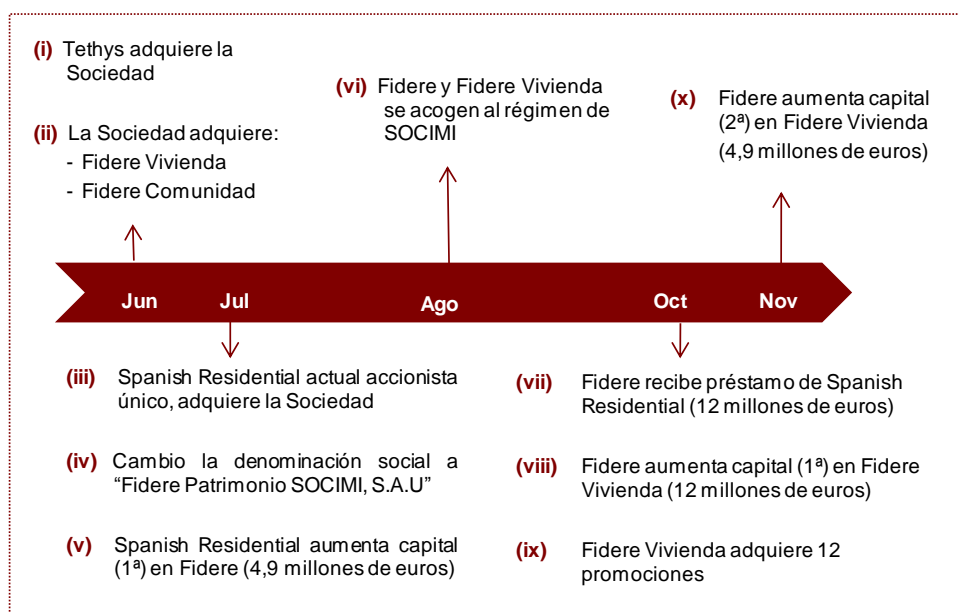 (i) Tethys adquiere la
Sociedad
(ii) La Sociedad adquiere:
- Fidere Vivienda
- Fidere Comunidad
(vi) Fidere y Fidere Vivienda
se acogen al régimen de
SOCIMI
(x) Fidere aumenta capital
(2ª) en Fidere Vivienda
(4,9 millones de euros)
Jun
Jul
Ago
Oct
Nov
(iii) Spanish Residential actual accionista
único, adquiere la Sociedad
(iv) Cambio la denominación social a
“Fidere Patrimonio SOCIMI, S.A.U”
(v) Spanish Residential aumenta capital
(1ª) en Fidere (4,9 millones de euros)
(vii) Fidere recibe préstamo de Spanish
Residential (12 millones de euros)
(viii) Fidere aumenta capital (1ª) en Fidere
Vivienda (12 millones de euros)
(ix) Fidere Vivienda adquiere 12
promociones